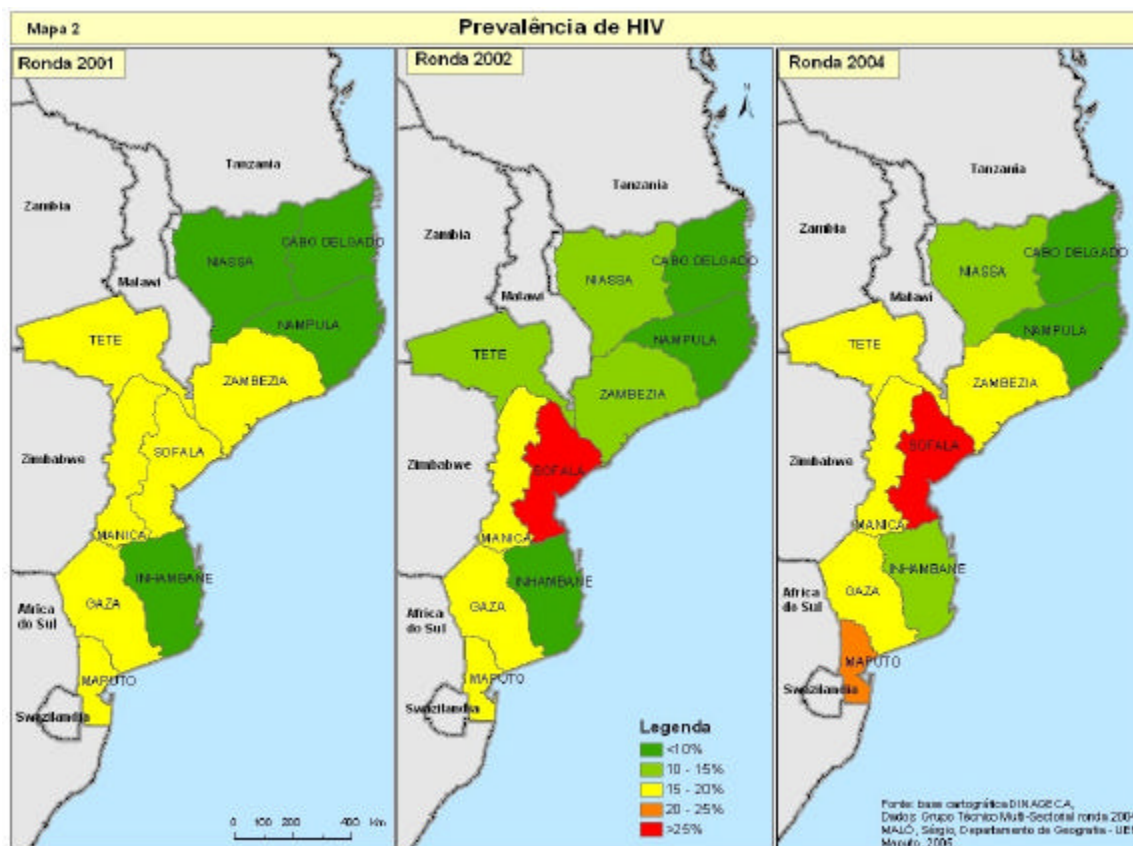 Mapa 2
Prevalência de HIV
Ronda 2001
Tanzania
Zambia
CABO DELGADO
NIASSA
Malawi
NAMPULA
TETE
ZAMBEZIA
SOFALA
Zimbabwe
MANICA
INHAMBANE
GAZA
Africa
do Sul
MAPUTO
Swazilandia
0 100 200 400 Km
Ronda 2002
N
Tanzania
Zambia
CABO DELGADO
NIASSA
Malawi
NAMPULA
TETE
ZAMBEZIA
SOFALA
Zimbabwe
MANICA
INHAMBANE
GAZA
Africa
do Sul
MAPUTO
Swazilandia
Legenda
<10%
10 - 15%
15 - 20%
20 - 25%
>25%
Ronda 2004
Tanzania
Zambia
CABO DELGADO
NIASSA
Malawi
NAMPULA
TETE
ZAMBEZIA
SOFALA
Zimbabwe
MANICA
INHAMBANE
GAZA
Africa
do Sul
MAPUTO
Swazilandia
Fonte: base cartográfica DINAGECA,
Dados: Grupo Técnico Multi-Sectorial ronda 2004
MALÓ, Sérgio, Departamento de Geografia -
Maputo, 2005